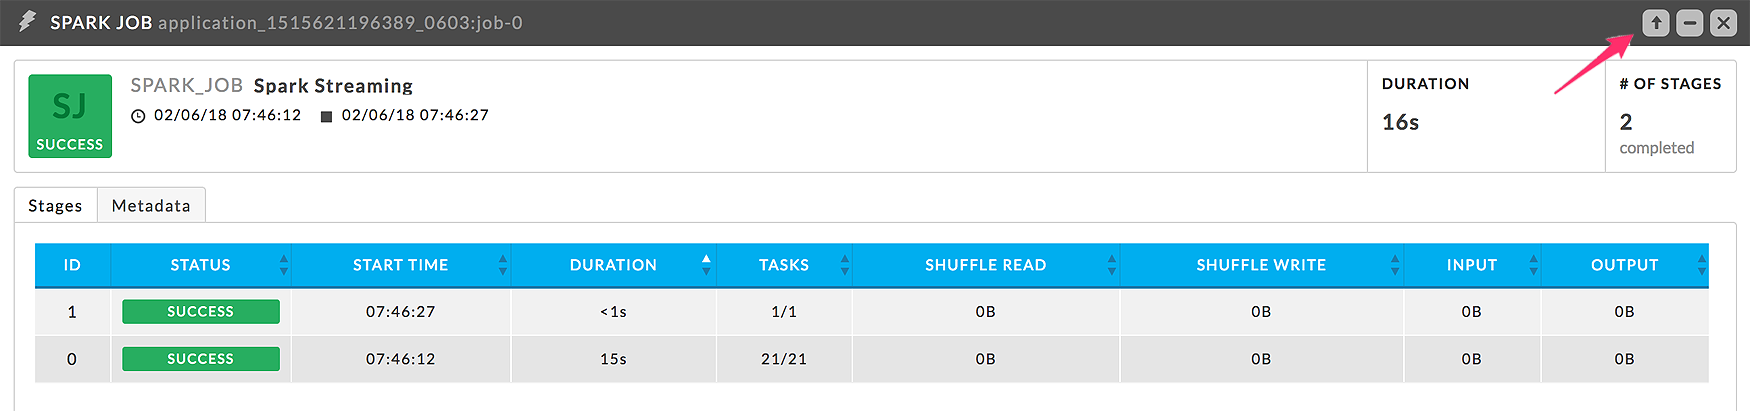 SPARK JOB application_1515621196389_0603:job-0
SJ
SUCCESS
SPARK_JOB Spark Streaming
02/06/18 07:46:12 02/06/18 07:46:27
DURATION
16s
# OF STAGES
2
completed
Stages Metadata
ID STATUS START TIME DURATION TASKS SHUFFLE READ SHUFFLE WRITE INPUT OUTPUT
1 SUCCESS 07:46:27 <1s 1/1 0B 0B 0B 0B
0 SUCCESS 07:46:12 15s 21/21 0B 0B 0B 0B